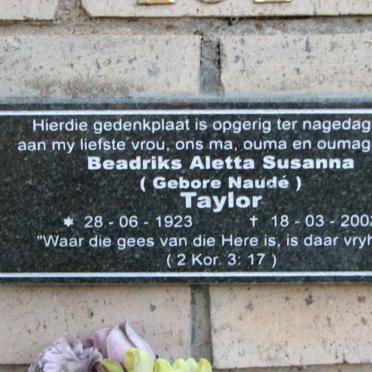 Hierdie gedenkplaat is opgerig ter nagedag
aan my liefste vrou, ons ma, ouma en oumag
Beadriks Aletta Susanna
( Gebore Naudé )
Taylor
* 28 - 06 - 1923 † 18 - 03 - 2003
"Waar die gees van die Here is, is daar vryh
( 2 Kor. 3: 17 )